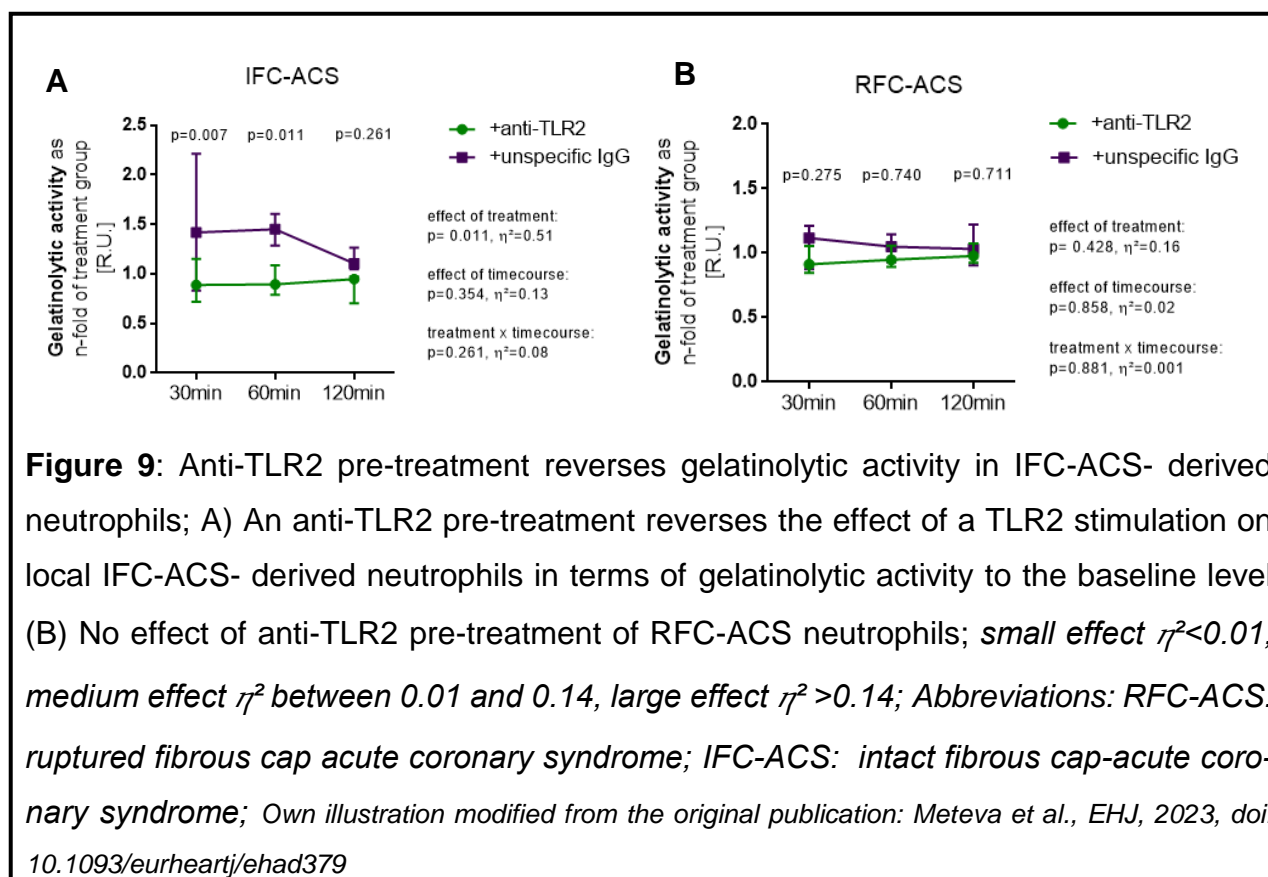 A
IFC-ACS
Gelatinolytic activity as
n-fold of treatment group
[R.U.]
2.5
2.0
1.5
1.0
0.5
0.0
p=0.007 p=0.011 p=0.261
30min 60min 120min
+anti-TLR2
+unspecific IgG
effect of treatment:
p= 0.011, η²=0.51
effect of timecourse:
p=0.354, η²=0.13
treatment x timecourse:
p=0.261, η²=0.08
B
RFC-ACS
Gelatinolytic activity as
n-fold of treatment group
[R.U.]
2.0
1.5
1.0
0.5
0.0
p=0.275 p=0.740 p=0.711
30min 60min 120min
+anti-TLR2
+unspecific IgG
effect of treatment:
p= 0.428, η²=0.16
effect of timecourse:
p=0.858, η²=0.02
treatment x timecourse:
p=0.881, η²=0.001
Figure 9: Anti-TLR2 pre-treatment reverses gelatinolytic activity in IFC-ACS- derived
neutrophils; A) An anti-TLR2 pre-treatment reverses the effect of a TLR2 stimulation on
local IFC-ACS- derived neutrophils in terms of gelatinolytic activity to the baseline level
(B) No effect of anti-TLR2 pre-treatment of RFC-ACS neutrophils; small effect η²<0.01,
medium effect η² between 0.01 and 0.14, large effect η² >0.14; Abbreviations: RFC-ACS:
ruptured fibrous cap acute coronary syndrome; IFC-ACS: intact fibrous cap-acute coro-
nary syndrome; Own illustration modified from the original publication: Meteva et al., EHJ, 2023, doi:
10.1093/eurheartj/ehad379